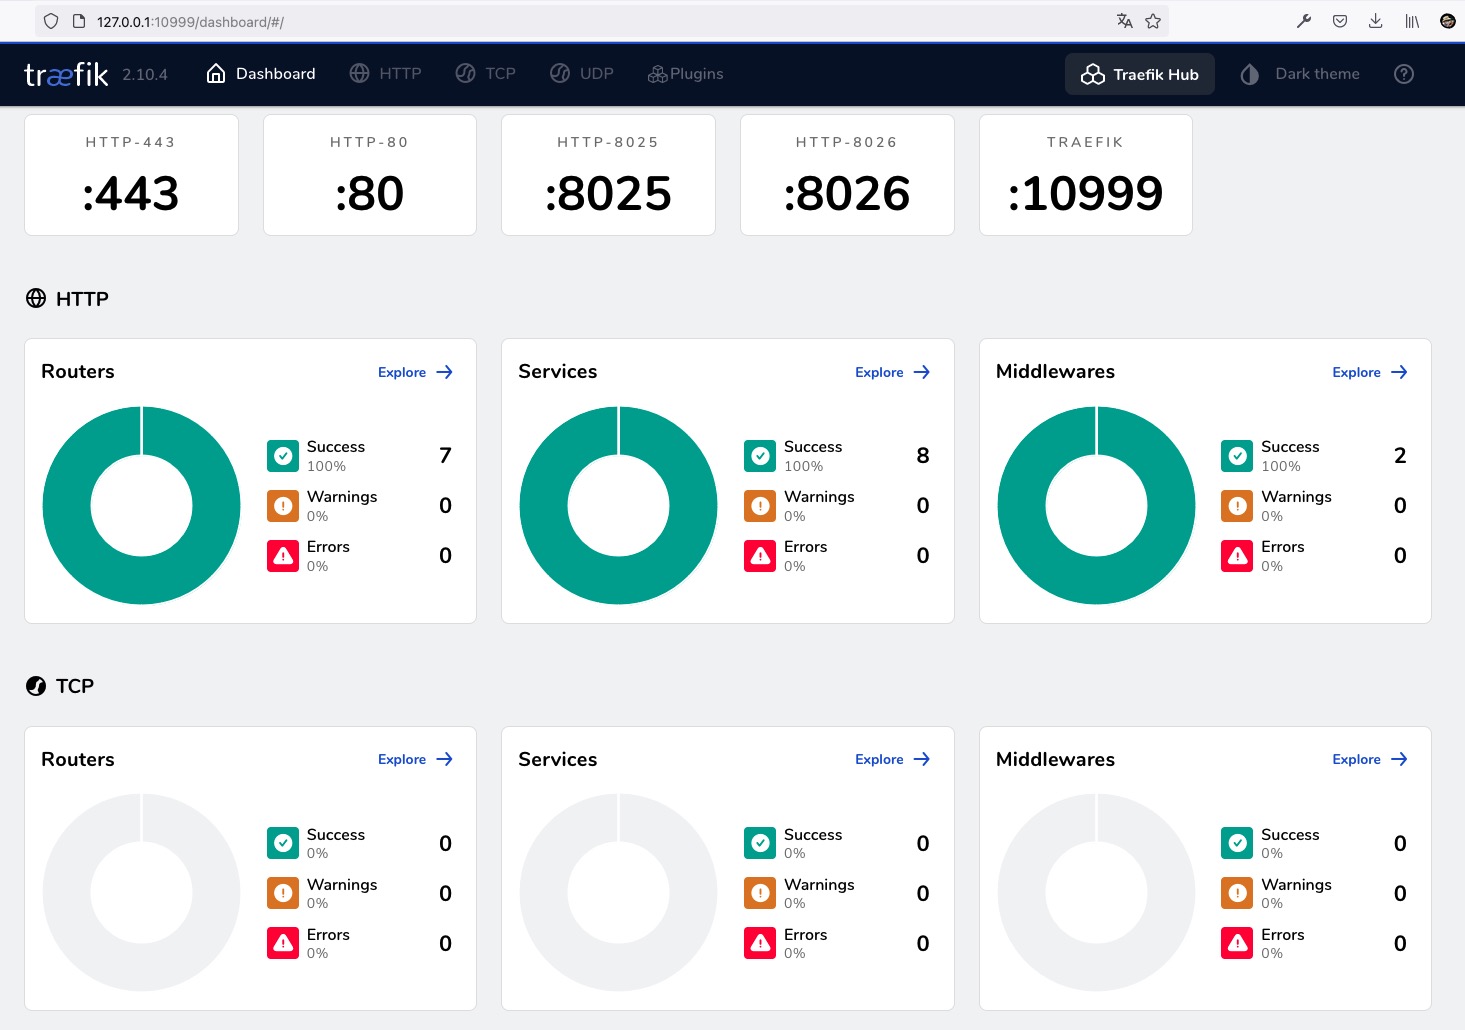 127.0.0.1:10999/dashboard/#/
træfik 2.10.4 Dashboard HTTP TCP UDP Plugins Traefik Hub Dark theme
HTTP-443 HTTP-80 HTTP-8025 HTTP-8026 TRAEFIK
:443 :80 :8025 :8026 :10999
HTTP
Routers Explore
Success 7
100%
Warnings 0
0%
Errors 0
0%
Services Explore
Success 8
100%
Warnings 0
0%
Errors 0
0%
Middlewares Explore
Success 2
100%
Warnings 0
0%
Errors 0
0%
TCP
Routers Explore
Success 0
0%
Warnings 0
0%
Errors 0
0%
Services Explore
Success 0
0%
Warnings 0
0%
Errors 0
0%
Middlewares Explore
Success 0
0%
Warnings 0
0%
Errors 0
0%